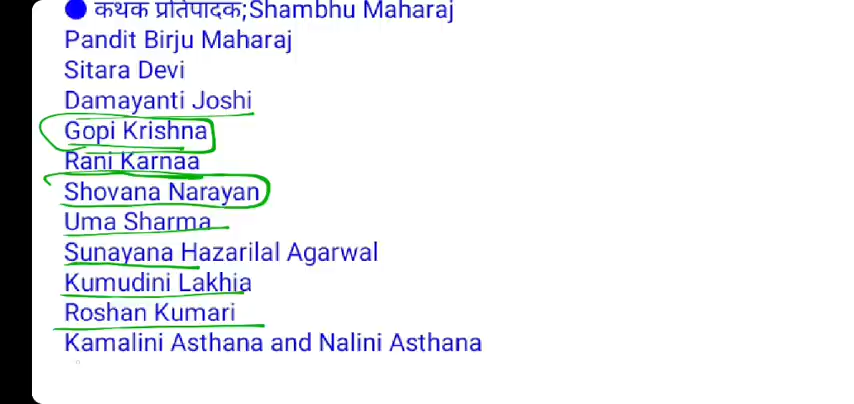 ● कथक प्रतिपादक;Shambhu Maharaj
Pandit Birju Maharaj
Sitara Devi
Damayanti Joshi
Gopi Krishna
Rani Karnaa
Shovana Narayan
Uma Sharma
Sunayana Hazarilal Agarwal
Kumudini Lakhia
Roshan Kumari
Kamalini Asthana and Nalini Asthana